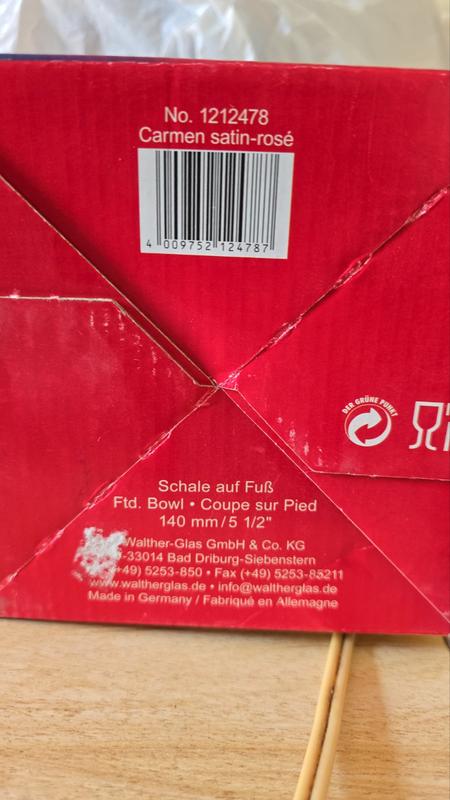 No. 1212478
Carmen satin-rosé
4 009752 124787
DER GRÜNE PUNKT
Schale auf Fuß
Ftd. Bowl • Coupe sur Pied
140 mm / 5 1/2"
Walther-Glas GmbH & Co. KG
-33014 Bad Driburg-Siebenstern
+49) 5253-850 • Fax (+49) 5253-85211
www.waltherglas.de • info@waltherglas.de
Made in Germany / Fabriqué en Allemagne